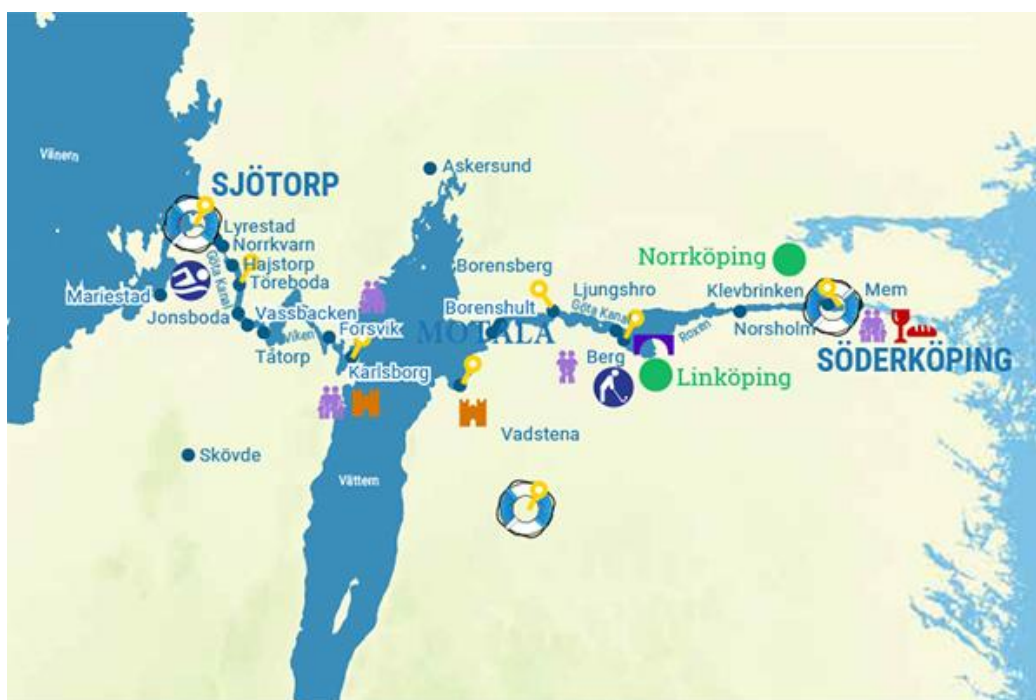 Askersund
Vänern
SJÖTORP
Lyrestad
Norrkvarn
Hajstorp
Töreboda
Göta Kanal
Mariestad
Jonsboda
Vassbacken
Tåtorp
Viken
Forsvik
Karlsborg
MOTALA
Borensberg
Borenshult
Ljungshro
Göta Kanal
Berg
Roxen
Norrköping
Klevbrinken
Mem
Norsholm
SÖDERKÖPING
Linköping
Vadstena
Skövde
Vättern